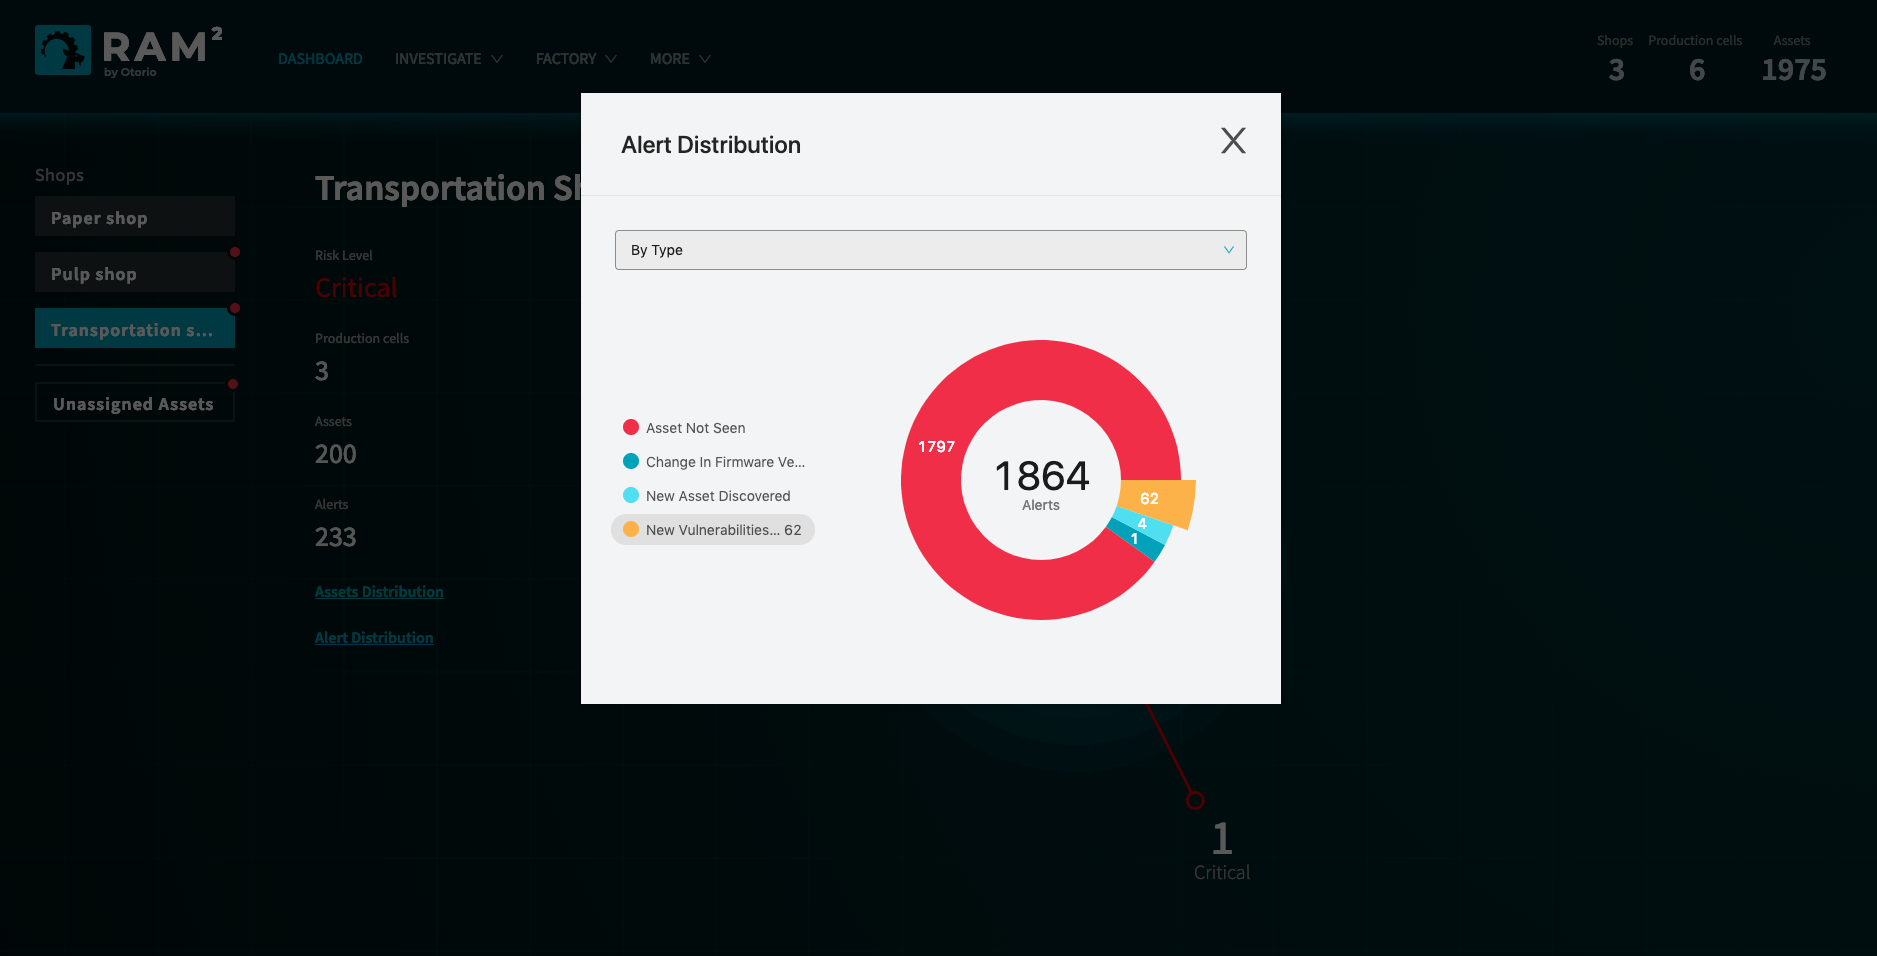 RAM²
by Otorio
DASHBOARD
INVESTIGATE
FACTORY
MORE
Shops
Production cells
Assets
3
6
1975
Shops
Paper shop
Pulp shop
Transportation s...
Unassigned Assets
Transportation Sh
Risk Level
Critical
Production cells
3
Assets
200
Alerts
233
Assets Distribution
Alert Distribution
Alert Distribution
X
By Type
Asset Not Seen
Change In Firmware Ve...
New Asset Discovered
New Vulnerabilities... 62
1797
1864
Alerts
62
4
1
1
Critical